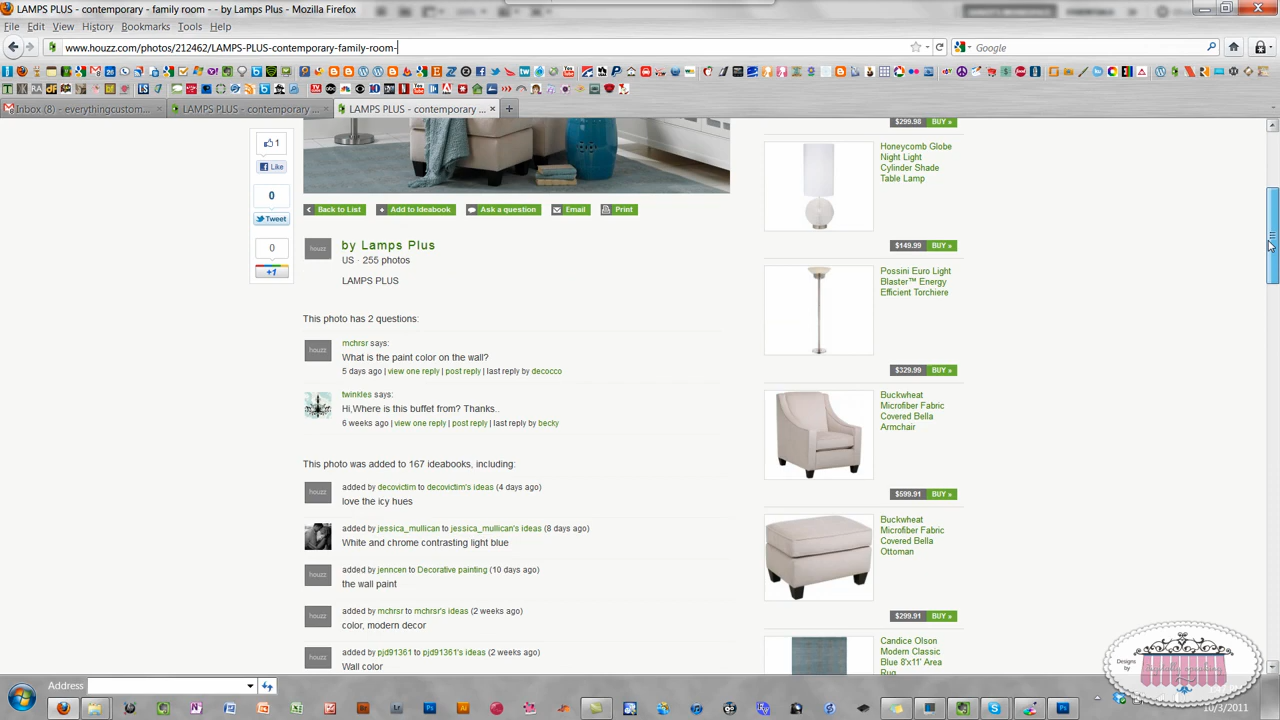 LAMPS PLUS - contemporary - family room - - by Lamps Plus - Mozilla Firefox
File Edit View History Bookmarks Tools Help
www.houzz.com/photos/212462/LAMPS-PLUS-contemporary-family-room-
Google
Inbox (8) - everythingcustom...
LAMPS PLUS - contemporary ...
LAMPS PLUS - contemporary ...
1
Like
0
Tweet
0
+1
Back to List
Add to Ideabook
Ask a question
Email
Print
houzz
by Lamps Plus
US · 255 photos
LAMPS PLUS
This photo has 2 questions:
houzz
mchrsr says:
What is the paint color on the wall?
5 days ago | view one reply | post reply | last reply by decocco
twinkles says:
Hi,Where is this buffet from? Thanks..
6 weeks ago | view one reply | post reply | last reply by becky
This photo was added to 167 ideabooks, including:
houzz
added by decovictim to decovictim's ideas (4 days ago)
love the icy hues
added by jessica_mullican to jessica_mullican's ideas (8 days ago)
White and chrome contrasting light blue
houzz
added by jenncen to Decorative painting (10 days ago)
the wall paint
houzz
added by mchrsr to mchrsr's ideas (2 weeks ago)
color, modern decor
houzz
added by pjd91361 to pjd91361's ideas (2 weeks ago)
Wall color
$299.98 BUY »
Honeycomb Globe
Night Light
Cylinder Shade
Table Lamp
$149.99 BUY »
Possini Euro Light
Blaster™ Energy
Efficient Torchiere
$329.99 BUY »
Buckwheat
Microfiber Fabric
Covered Bella
Armchair
$599.91 BUY »
Buckwheat
Microfiber Fabric
Covered Bella
Ottoman
$299.91 BUY »
Candice Olson
Modern Classic
Blue 8'x11' Area
Rug
Designs
by
Address
10/3/2011